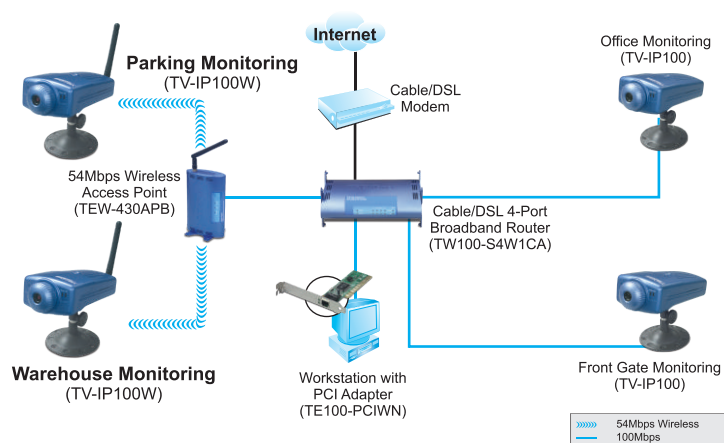 Internet
Parking Monitoring
(TV-IP100W)
Office Monitoring
(TV-IP100)
Cable/DSL
Modem
54Mbps Wireless
Access Point
(TEW-430APB)
Cable/DSL 4-Port
Broadband Router
(TW100-S4W1CA)
Warehouse Monitoring
(TV-IP100W)
Workstation with
PCI Adapter
(TE100-PCIWN)
Front Gate Monitoring
(TV-IP100)
54Mbps Wireless
100Mbps